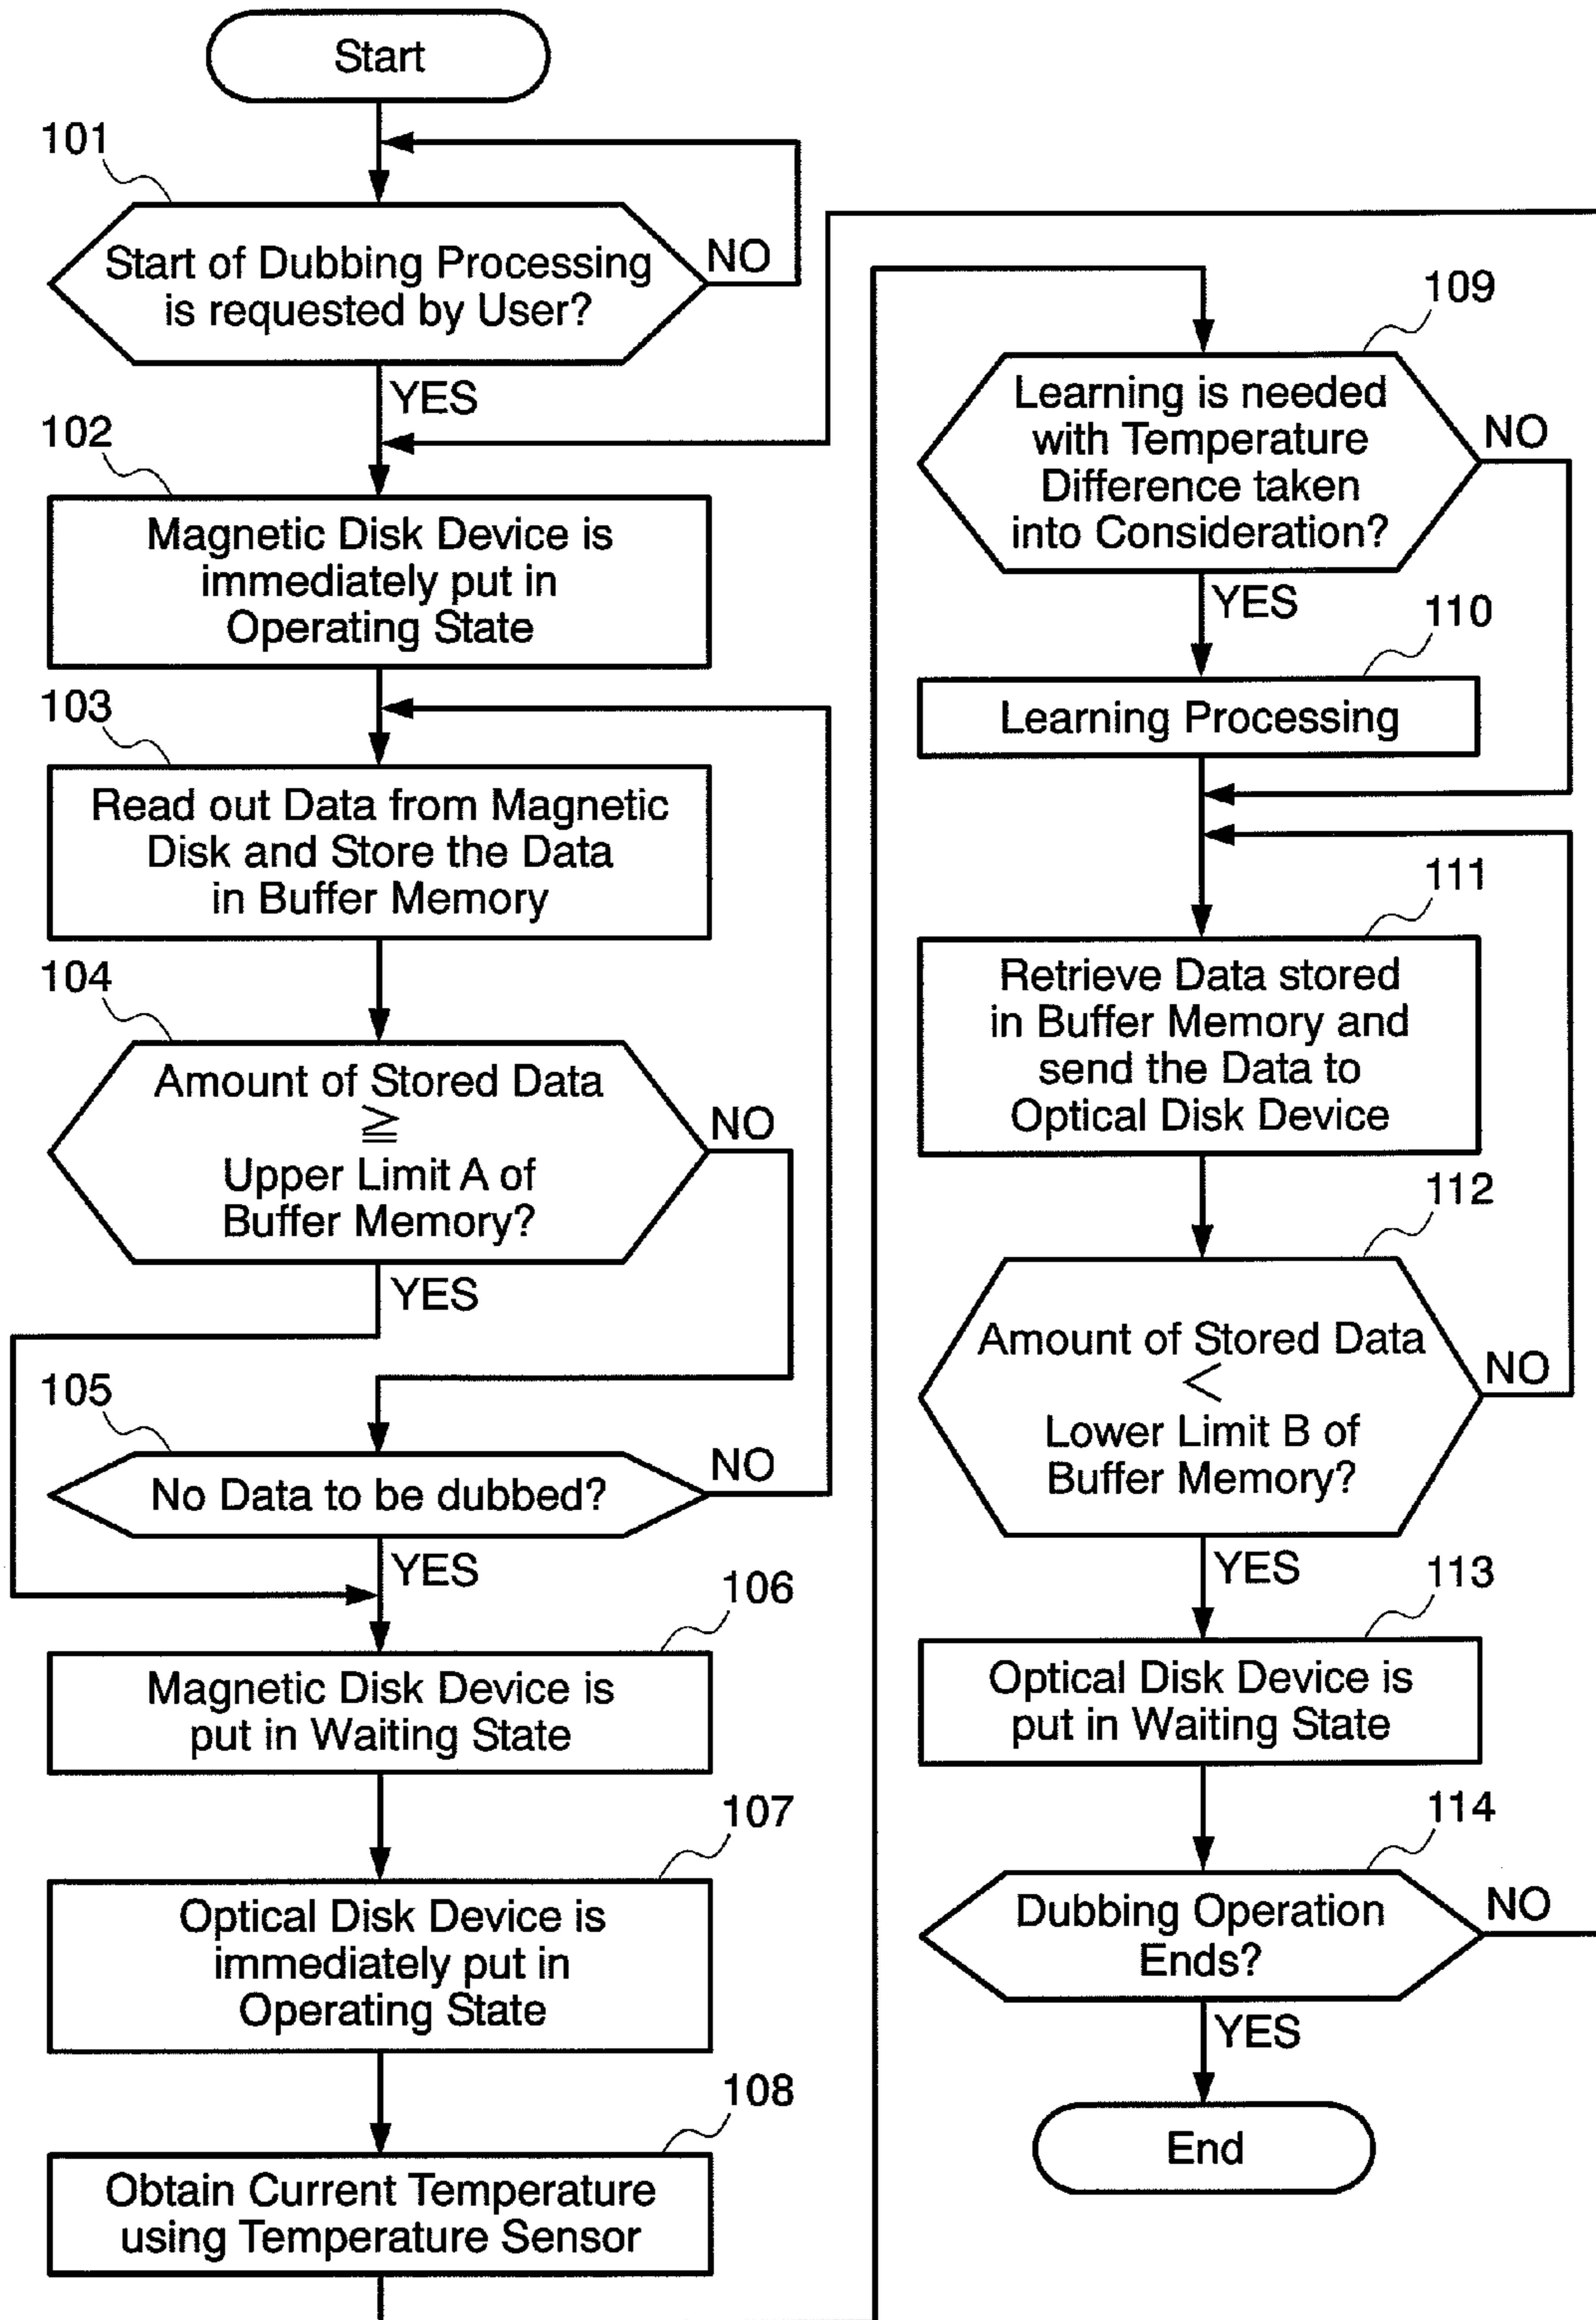 Start
101
Start of Dubbing Processing
is requested by User?
NO
YES
102
Magnetic Disk Device is
immediately put in
Operating State
103
Read out Data from Magnetic
Disk and Store the Data
in Buffer Memory
104
Amount of Stored Data
≧
Upper Limit A of
Buffer Memory?
NO
YES
105
No Data to be dubbed?
NO
YES
106
Magnetic Disk Device is
put in Waiting State
107
Optical Disk Device is
immediately put in
Operating State
108
Obtain Current Temperature
using Temperature Sensor
109
Learning is needed
with Temperature
Difference taken
into Consideration?
NO
YES
110
Learning Processing
111
Retrieve Data stored
in Buffer Memory and
send the Data to
Optical Disk Device
112
Amount of Stored Data
<
Lower Limit B of
Buffer Memory?
NO
YES
113
Optical Disk Device is
put in Waiting State
114
Dubbing Operation
Ends?
NO
YES
End